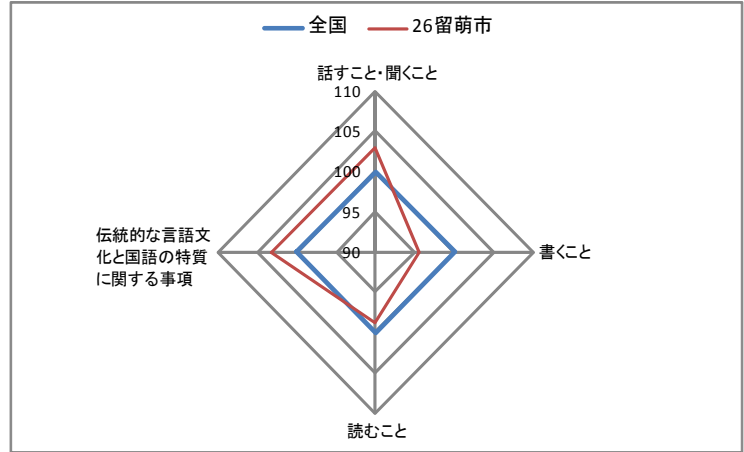 全国 26留萌市
話すこと・聞くこと
110
105
100
95
90
伝統的な言語文
化と国語の特質
に関する事項
書くこと
読むこと